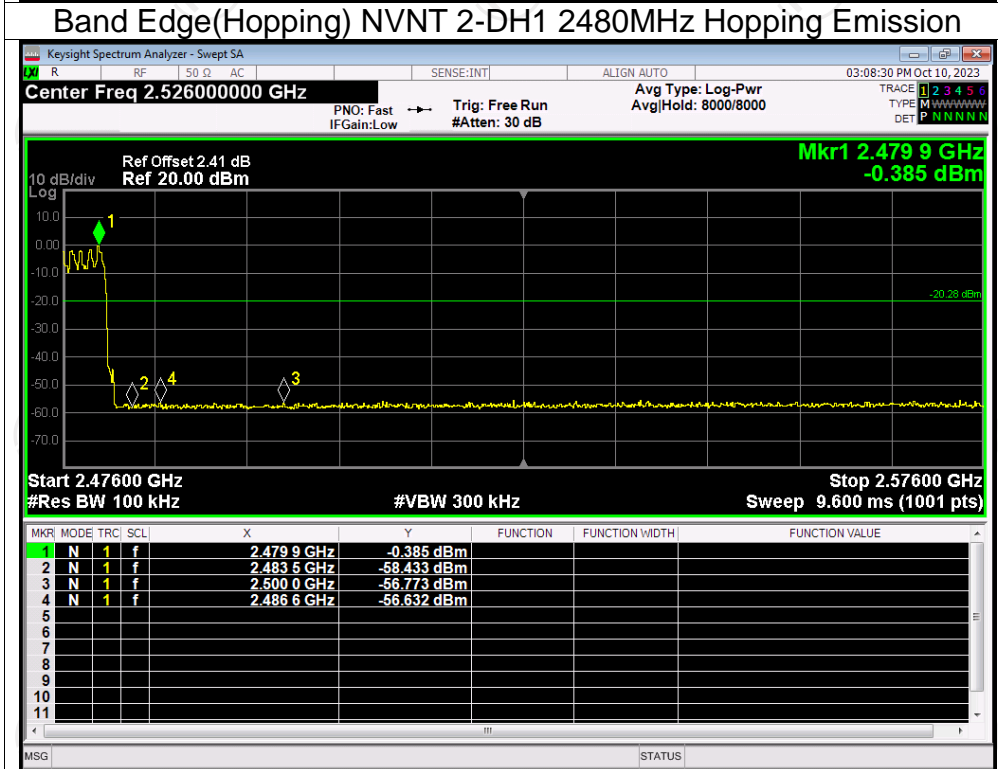 Band Edge(Hopping) NVNT 2-DH1 2480MHz Hopping Emission
Keysight Spectrum Analyzer - Swept SA
LXI R RF 50 Ω AC SENSE:INT ALIGN AUTO 03:08:30 PM Oct 10, 2023
Center Freq 2.526000000 GHz Avg Type: Log-Pwr TRACE 1 2 3 4 5 6
PNO: Fast Trig: Free Run Avg|Hold: 8000/8000 TYPE M WWWWW
IFGain:Low #Atten: 30 dB DET P N N N N N
Ref Offset 2.41 dB Mkr1 2.479 9 GHz
10 dB/div Ref 20.00 dBm -0.385 dBm
Log
10.0
1
0.00
-10.0
-20.0 -20.28 dBm
-30.0
-40.0
-50.0 2 4 3
-60.0
-70.0
Start 2.47600 GHz Stop 2.57600 GHz
#Res BW 100 kHz #VBW 300 kHz Sweep 9.600 ms (1001 pts)
MKR MODE TRC SCL X Y FUNCTION FUNCTION WIDTH FUNCTION VALUE
1 N 1 f 2.479 9 GHz -0.385 dBm
2 N 1 f 2.483 5 GHz -58.433 dBm
3 N 1 f 2.500 0 GHz -56.773 dBm
4 N 1 f 2.486 6 GHz -56.632 dBm
5
6
7
8
9
10
11
MSG STATUS